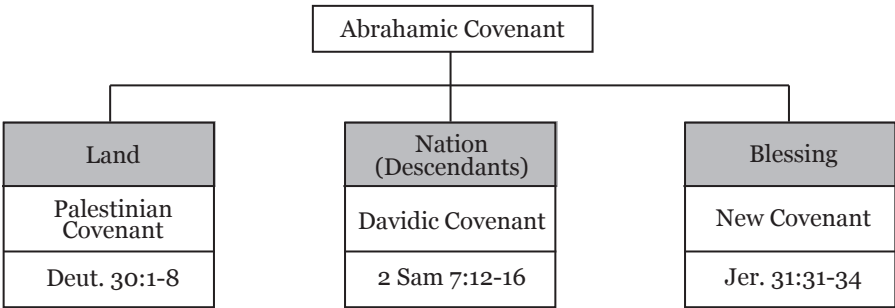 Abrahamic Covenant
Land
Nation
(Descendants)
Blessing
Palestinian
Covenant
Davidic Covenant
New Covenant
Deut. 30:1-8
2 Sam 7:12-16
Jer. 31:31-34